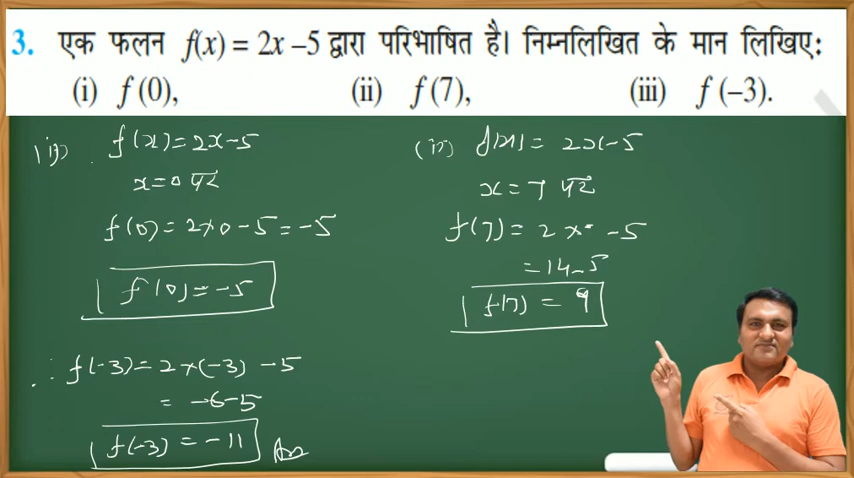 3. एक फलन f(x) = 2x –5 द्वारा परिभाषित है। निम्नलिखित के मान लिखिए:
(i) f (0), (ii) f (7), (iii) f (–3).
f(x) = 2x-5
x=0 पर
f(0) = 2×0-5 = -5
f(0) = -5
∴ f(-3) = 2×(-3) -5
= -6-5
f(-3) = -11 Ans
(ii) f(x) = 2x-5
x=7 पर
f(7) = 2× -5
= 14-5
f(7) = 9